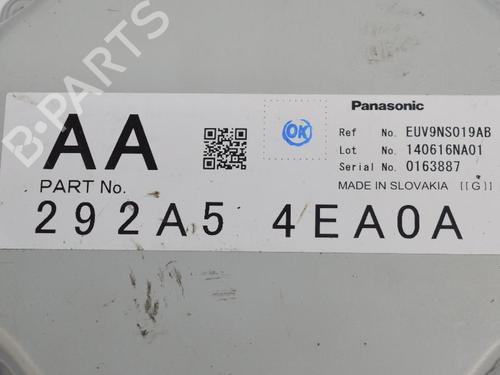 AA
PART No.
292A5 4EA0A
OK
Panasonic
Ref No. EUV9NS019AB
Lot No. 140616NA01
Serial No. 0163887
MADE IN SLOVAKIA [[G]]
B-PARTS